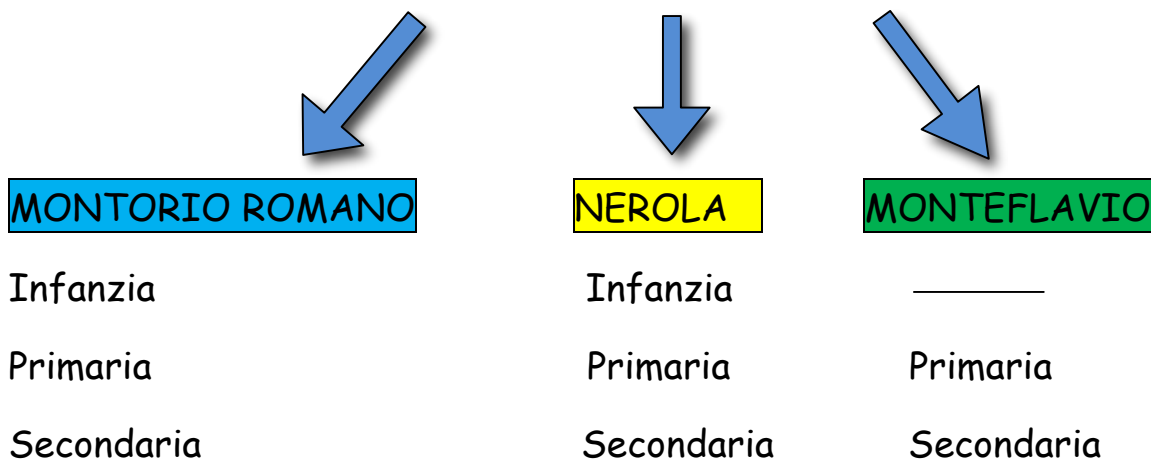 MONTORIO ROMANO NEROLA MONTEFLAVIO
Infanzia Infanzia
Primaria Primaria Primaria
Secondaria Secondaria Secondaria